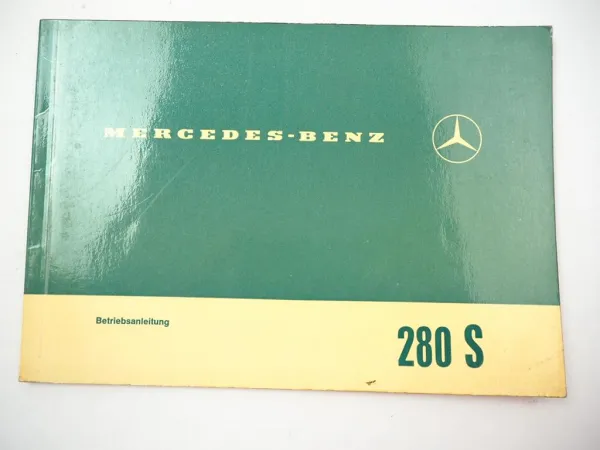 MERCEDES-BENZ
Betriebsanleitung
280 S